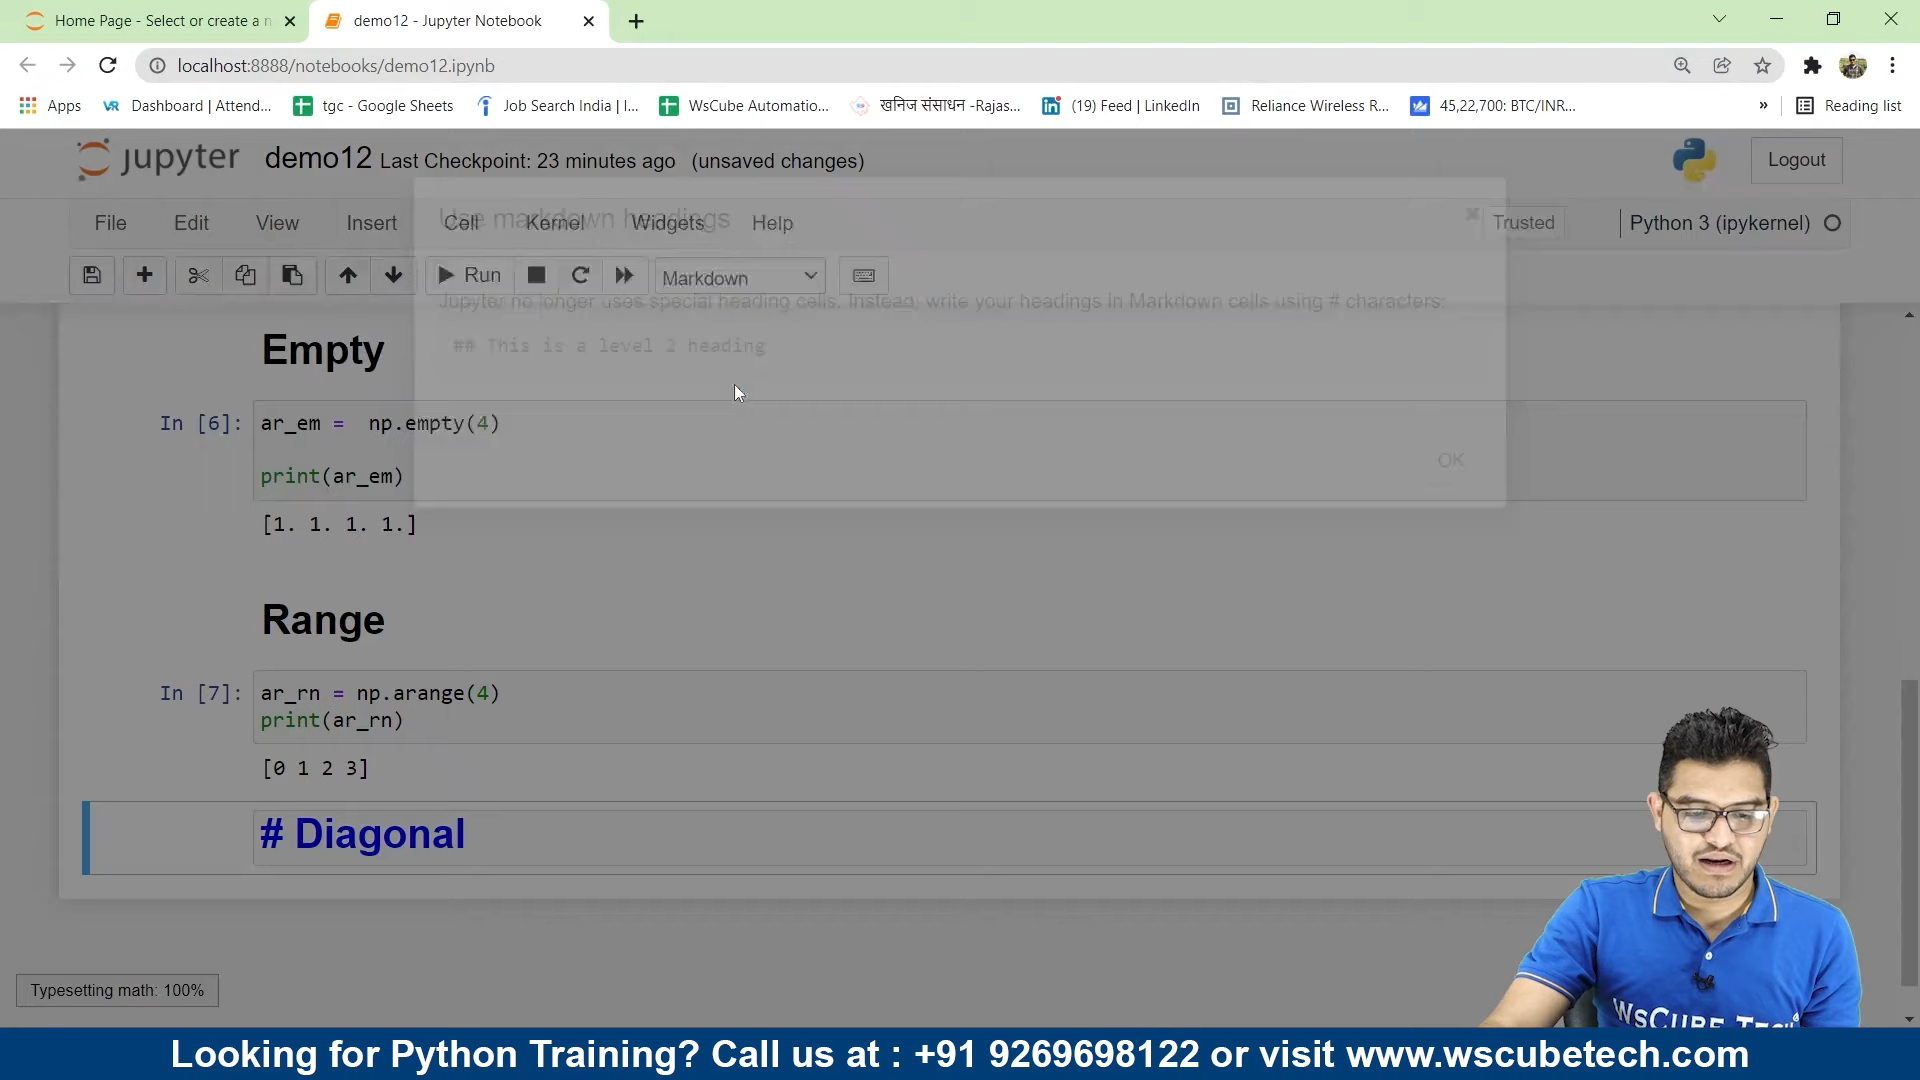 Home Page - Select or create a n
demo12 - Jupyter Notebook
localhost:8888/notebooks/demo12.ipynb
Apps
Dashboard | Attend...
tgc - Google Sheets
Job Search India | I...
WsCube Automatio...
खनिज संसाधन -Rajas...
(19) Feed | LinkedIn
Reliance Wireless R...
45,22,700: BTC/INR...
»
Reading list
jupyter demo12 Last Checkpoint: 23 minutes ago (unsaved changes)
Logout
File Edit View Insert Cell Kernel Widgets Help
Trusted
Python 3 (ipykernel)
Use markdown headings
Run
Markdown
Jupyter no longer uses special heading cells. Instead, write your headings in Markdown cells using # characters:
## This is a level 2 heading
OK
Empty
In [6]: ar_em =  np.empty(4)
print(ar_em)
[1. 1. 1. 1.]
Range
In [7]: ar_rn = np.arange(4)
print(ar_rn)
[0 1 2 3]
# Diagonal
Typesetting math: 100%
WsCube Tech
Looking for Python Training? Call us at : +91 9269698122 or visit www.wscubetech.com